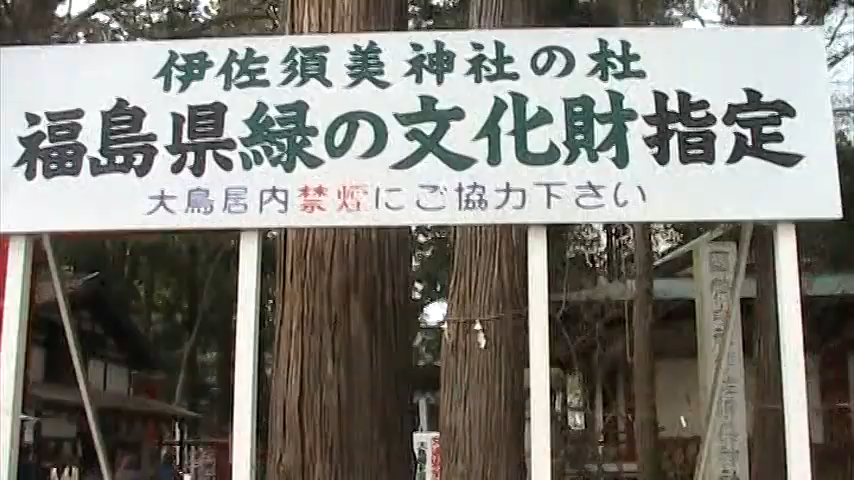 伊佐須美神社の杜
福島県緑の文化財指定
大鳥居内禁煙にご協力下さい